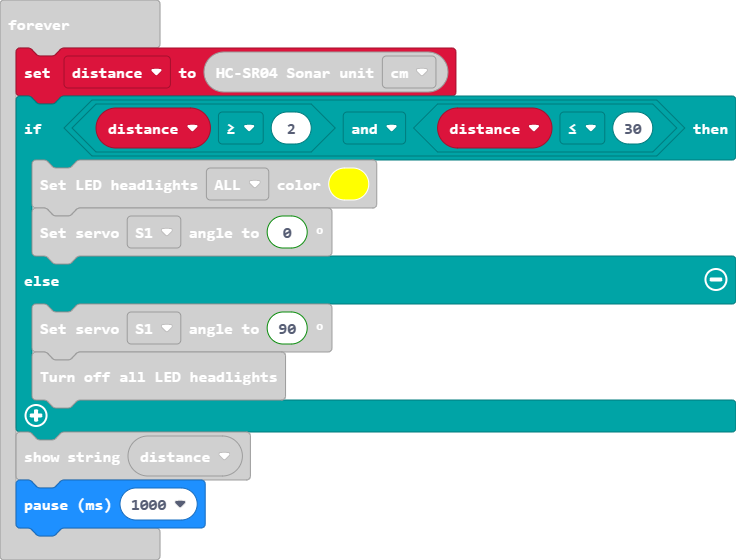 forever
set distance to HC-SR04 Sonar unit cm
if distance ≥ 2 and distance ≤ 30 then
Set LED headlights ALL color
Set servo S1 angle to 0 °
else
Set servo S1 angle to 90 °
Turn off all LED headlights
show string distance
pause (ms) 1000